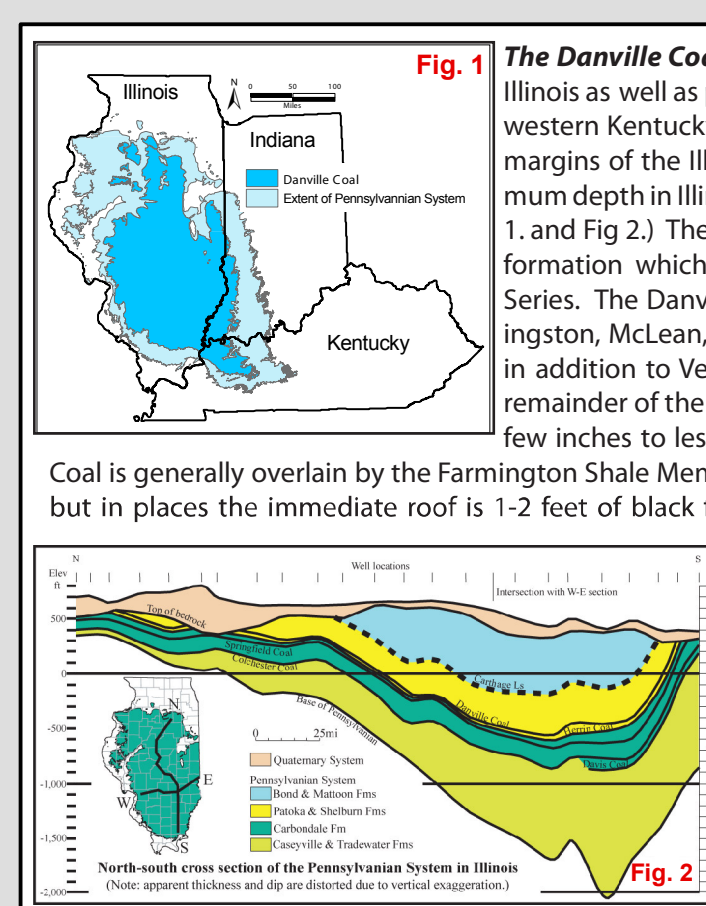 Fig. 1
N
0 50 100
Miles
Illinois
Indiana
Danville Coal
Extent of Pennsylvannian System
Kentucky
The Danville Coa
Illinois as well as p
western Kentucky
margins of the Illi
mum depth in Illin
1. and Fig 2.) The
formation which
Series. The Danv
ingston, McLean,
in addition to Ve
remainder of the
few inches to les
Coal is generally overlain by the Farmington Shale Mem
but in places the immediate roof is 1-2 feet of black f
N
S
Elev
ft
Well locations
Intersection with W-E section
500
0
-500
-1,000
-1,500
-2,000
Top of bedrock
Springfield Coal
Colchester Coal
Base of Pennsylvanian
Carthage Ls
Danville Coal
Herrin Coal
Davis Coal
N
E
W
S
0 25mi
Quaternary System
Pennsylvanian System
Bond & Mattoon Fms
Patoka & Shelburn Fms
Carbondale Fm
Caseyville & Tradewater Fms
North-south cross section of the Pennsylvanian System in Illinois
(Note: apparent thickness and dip are distorted due to vertical exaggeration.)
Fig. 2